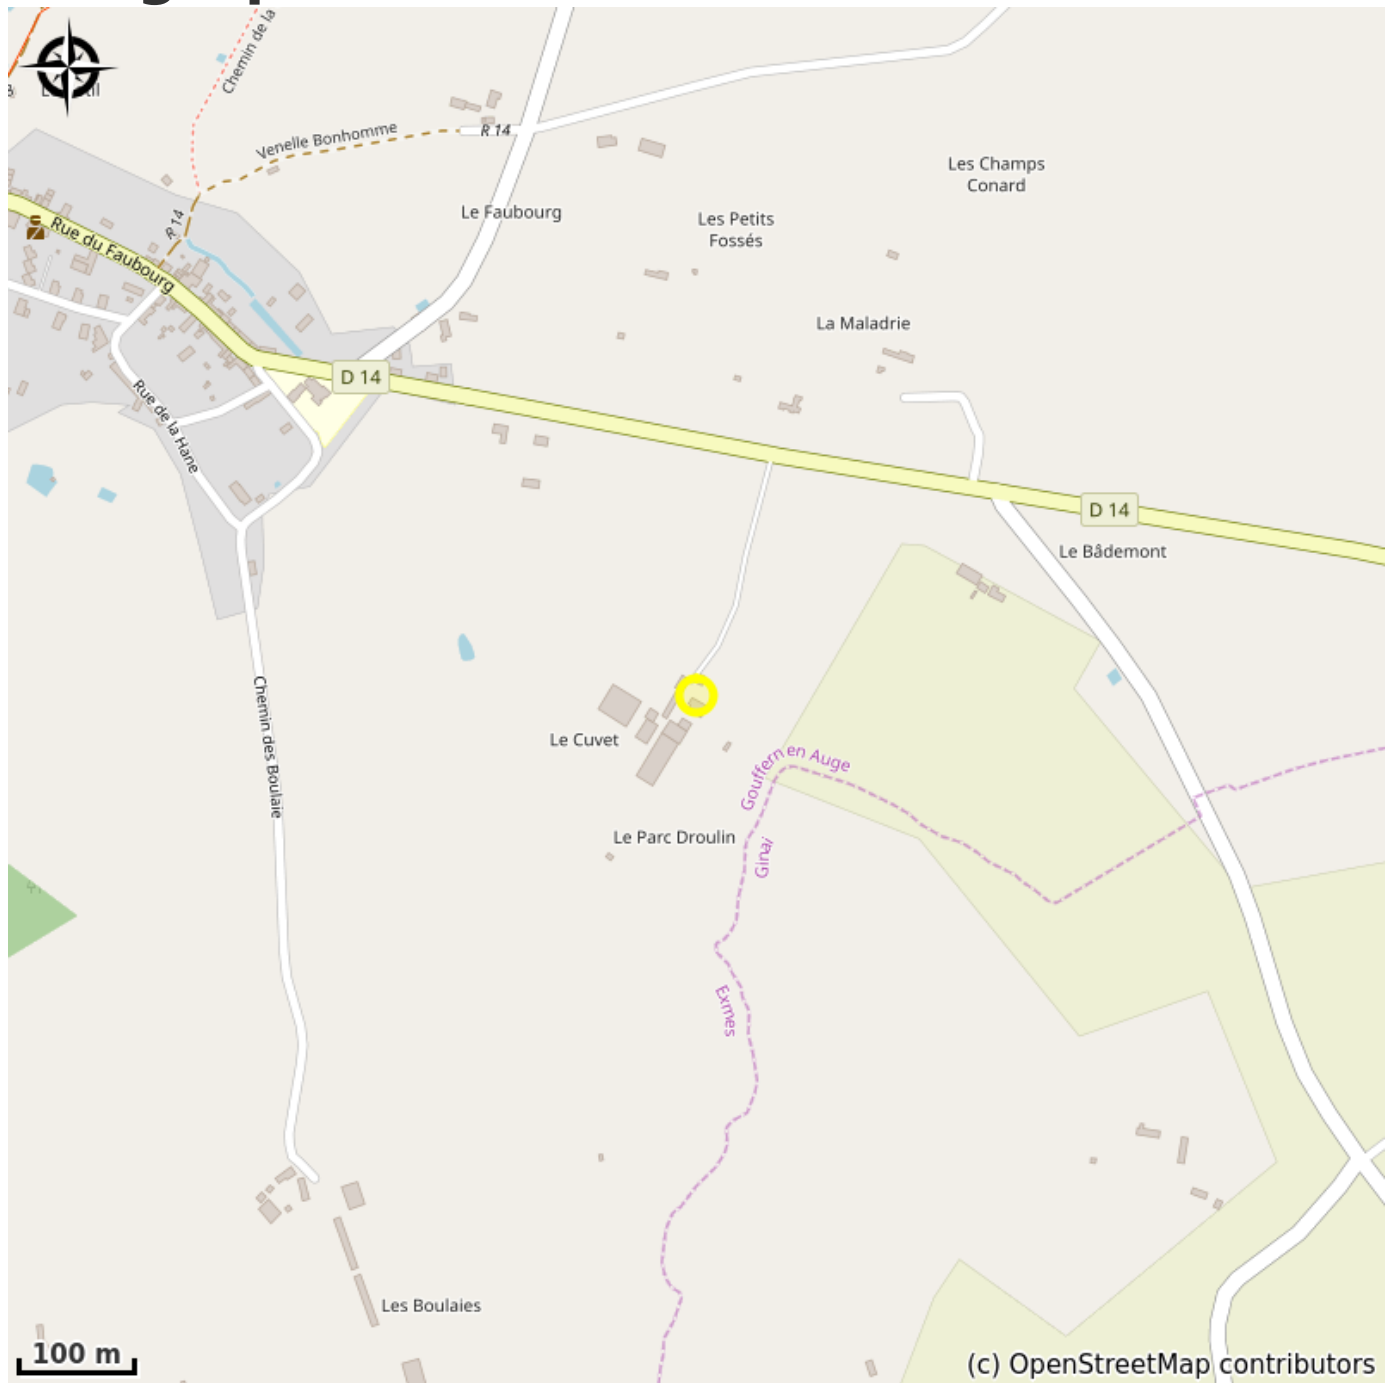 Chemin de la
Venelle Bonhomme
R 14
Les Champs
Conard
R 14
Le Faubourg
Les Petits
Fossés
Rue du Faubourg
La Maladrie
D 14
Rue de la Hane
D 14
Le Bâdemont
Chemin des Boulaie
Le Cuvet
Gouffern en Auge
Le Parc Droulin
Ginai
Exmes
Les Boulaies
100 m
(c) OpenStreetMap contributors